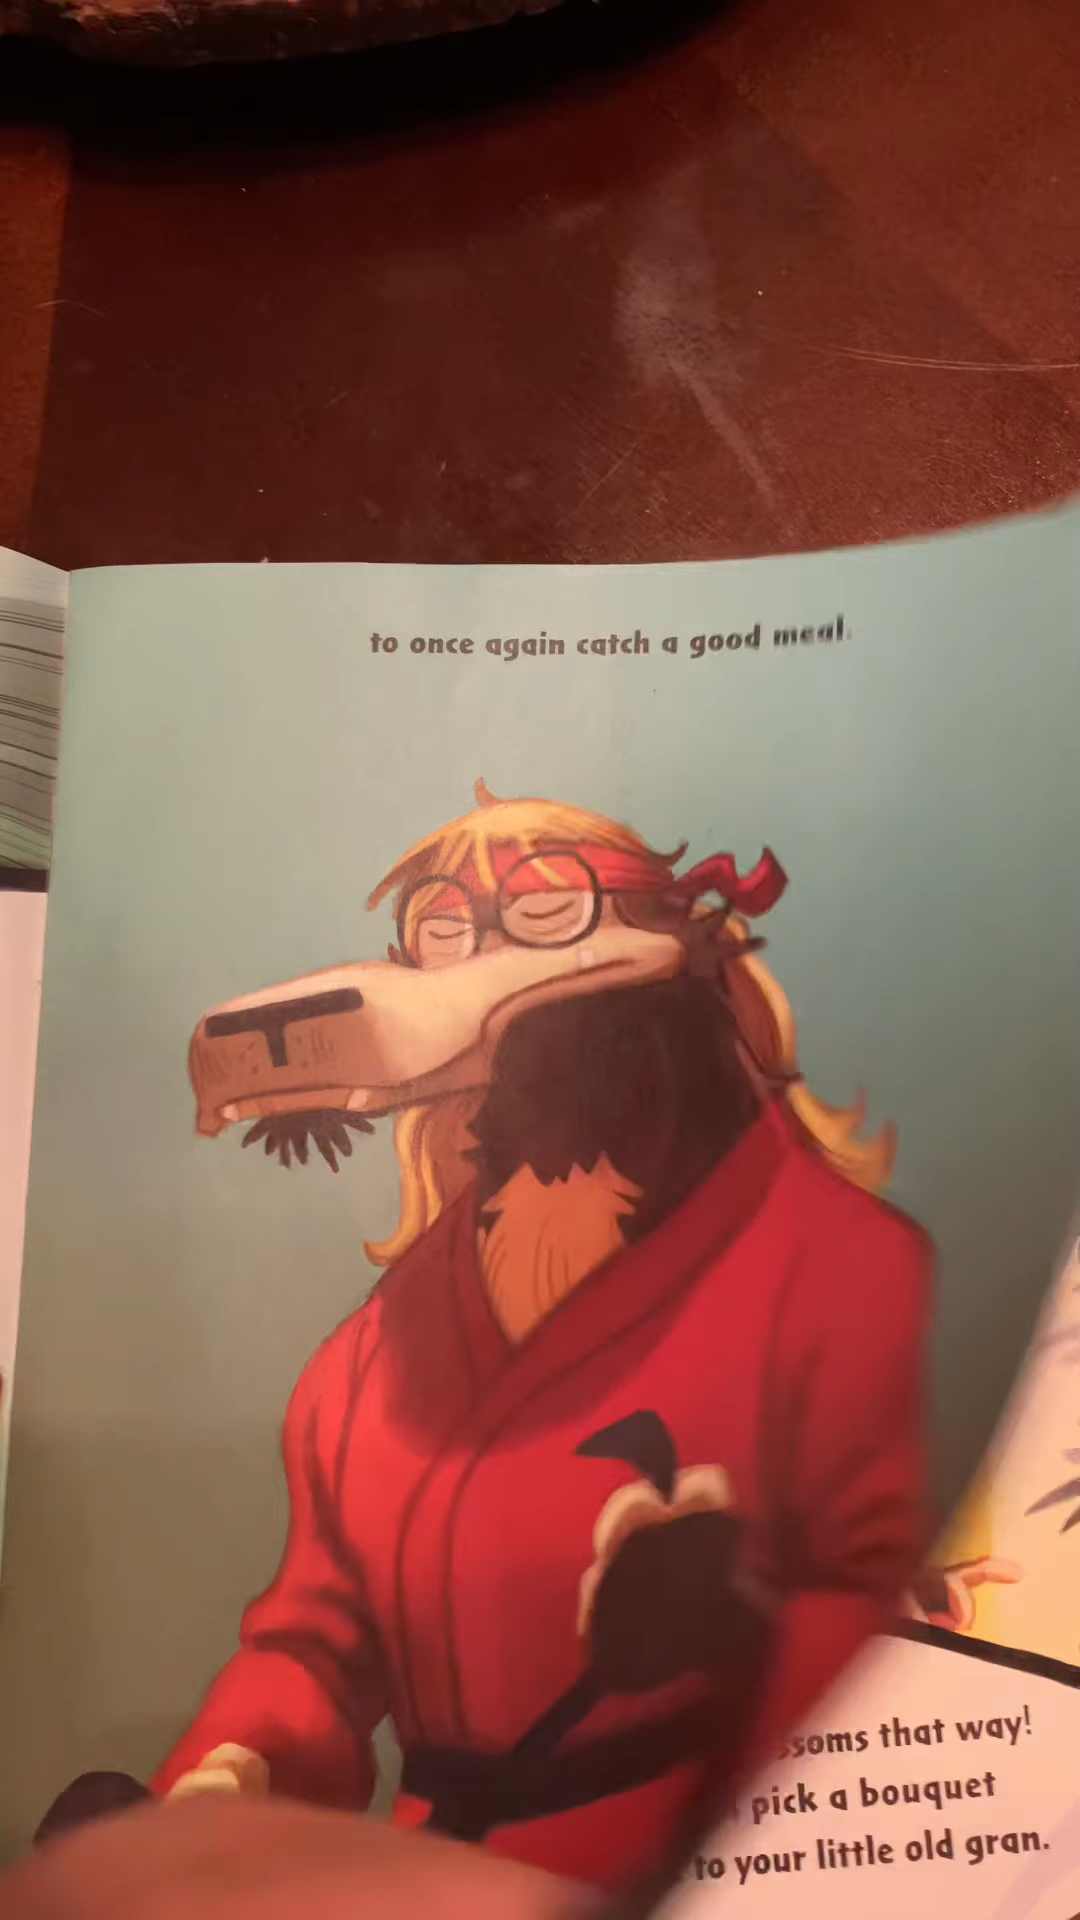 to once again catch a good meal.
ssoms that way!
pick a bouquet
to your little old gran.